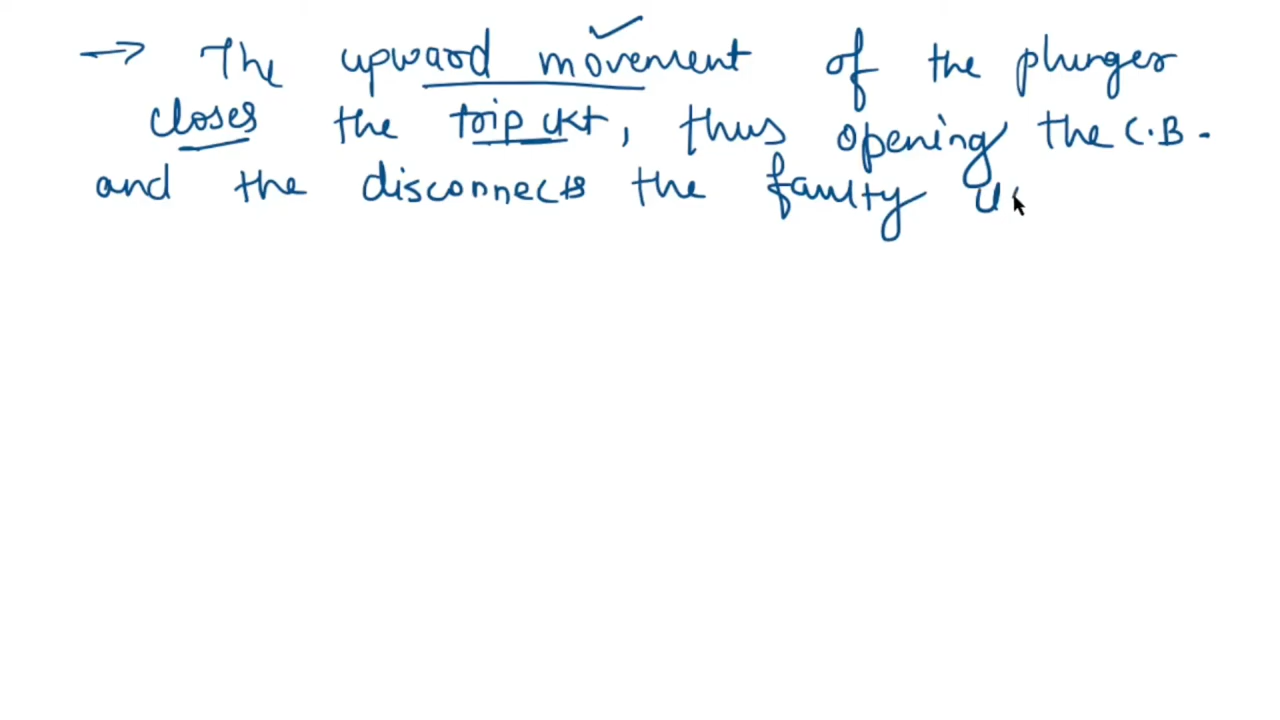 → The upward movement of the plunger
closes the trip ckt, thus opening the C.B.
and the disconnects the faulty